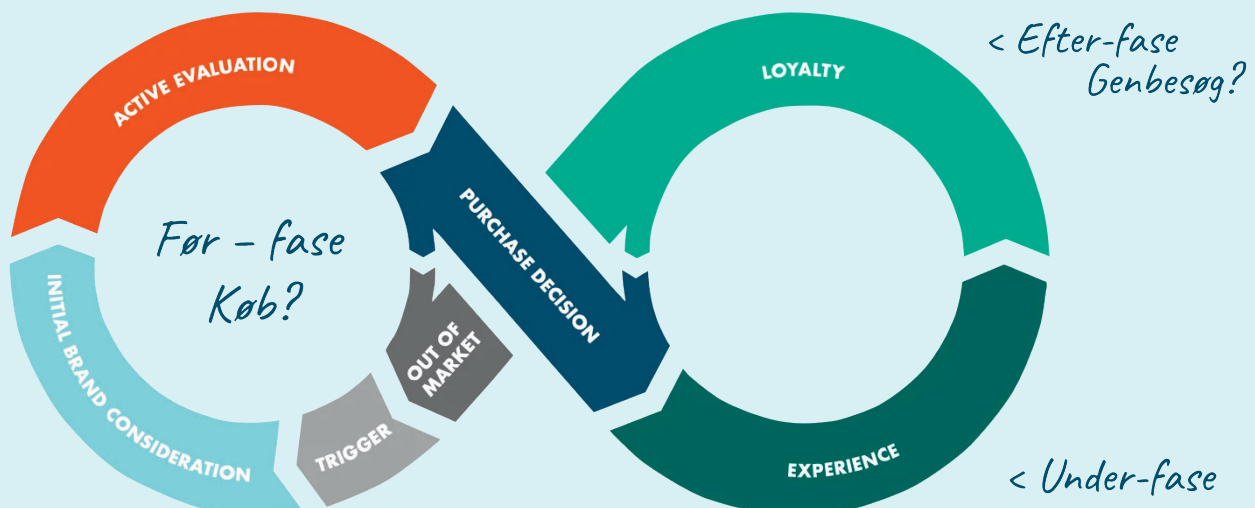 ACTIVE EVALUATION
LOYALTY
< Efter-fase
Genbesøg?
Før – fase
Køb?
PURCHASE DECISION
INITIAL BRAND CONSIDERATION
OUT OF
MARKET
TRIGGER
EXPERIENCE
< Under-fase